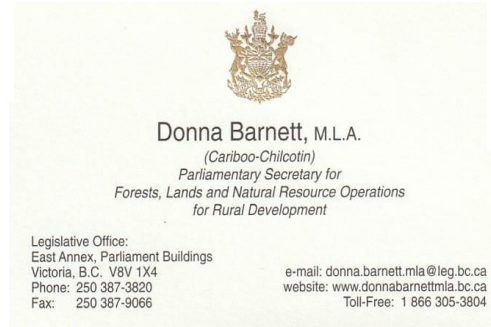 Donna Barnett, M.L.A.
(Cariboo-Chilcotin)
Parliamentary Secretary for
Forests, Lands and Natural Resource Operations
for Rural Development
Legislative Office:
East Annex, Parliament Buildings
Victoria, B.C. V8V 1X4
Phone: 250 387-3820
Fax: 250 387-9066
e-mail: donna.barnett.mla@leg.bc.ca
website: www.donnabarnettmla.bc.ca
Toll-Free: 1 866 305-3804